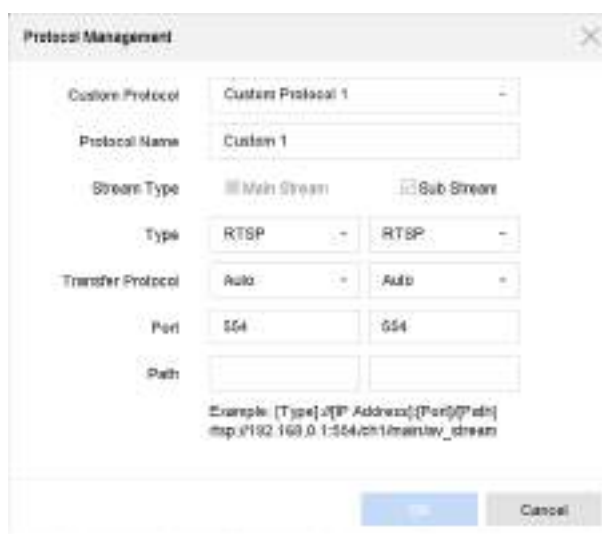 Protocol Management
Custom Protocol Custom Protocol 1
Protocol Name Custom 1
Stream Type Main Stream Sub Stream
Type RTSP RTSP
Transfer Protocol Auto Auto
Port 554 554
Path
Example: [Type]://[IP Address]:[Port]/[Path]
rtsp://192.168.0.1:554/ch1/main/av_stream
Cancel